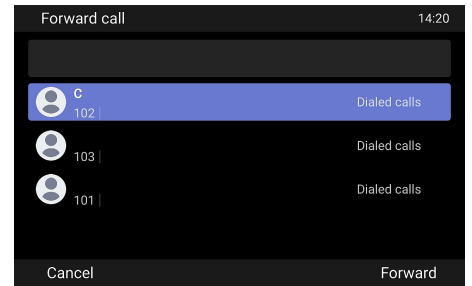 Forward call 14:20
C
102 | Dialed calls
103 | Dialed calls
101 | Dialed calls
Cancel Forward